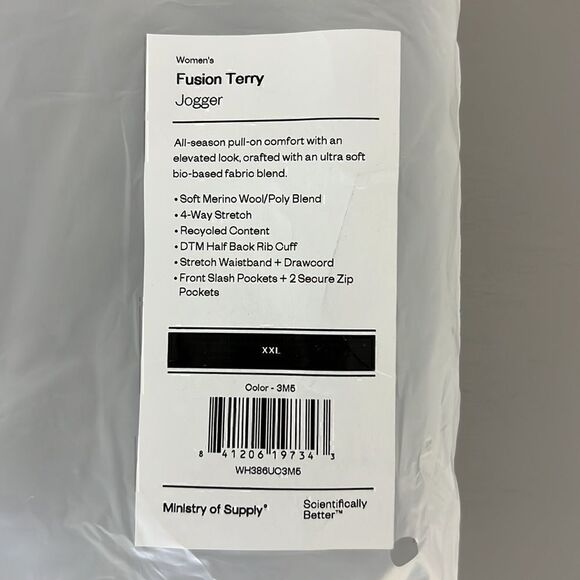 Women's
Fusion Terry
Jogger
All-season pull-on comfort with an
elevated look, crafted with an ultra soft
bio-based fabric blend.
• Soft Merino Wool/Poly Blend
• 4-Way Stretch
• Recycled Content
• DTM Half Back Rib Cuff
• Stretch Waistband + Drawcord
• Front Slash Pockets + 2 Secure Zip
Pockets
XXL
Color - 3M5
8 41206 19734 3
WH386UO3M5
Ministry of Supply®
Scientifically
Better™